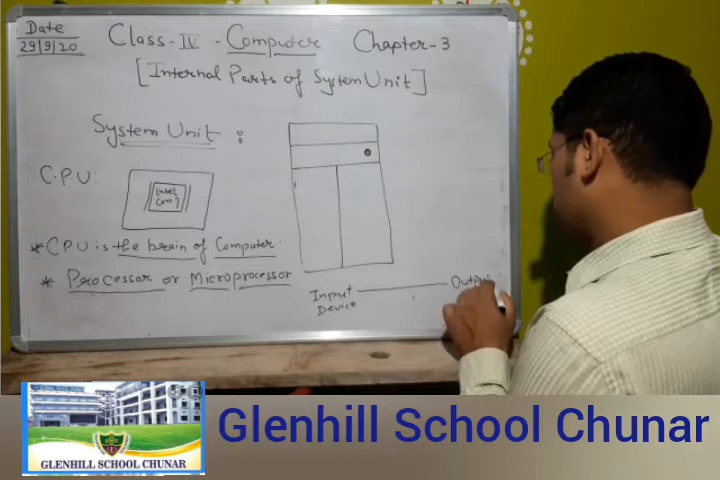 Date
29/9/20
Class-IV - Computer Chapter-3
[Internal Parts of System Unit]
System Unit :
C.P.U.
intel
* CPU is the brain of Computer.
* Processor or Microprocessor
Input
Device
Output
Glenhill School Chunar
GLENHILL SCHOOL CHUNAR